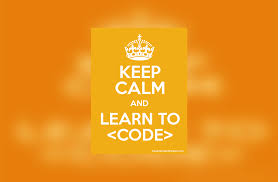 KEEP
CALM
AND
LEARN TO
<CODE>